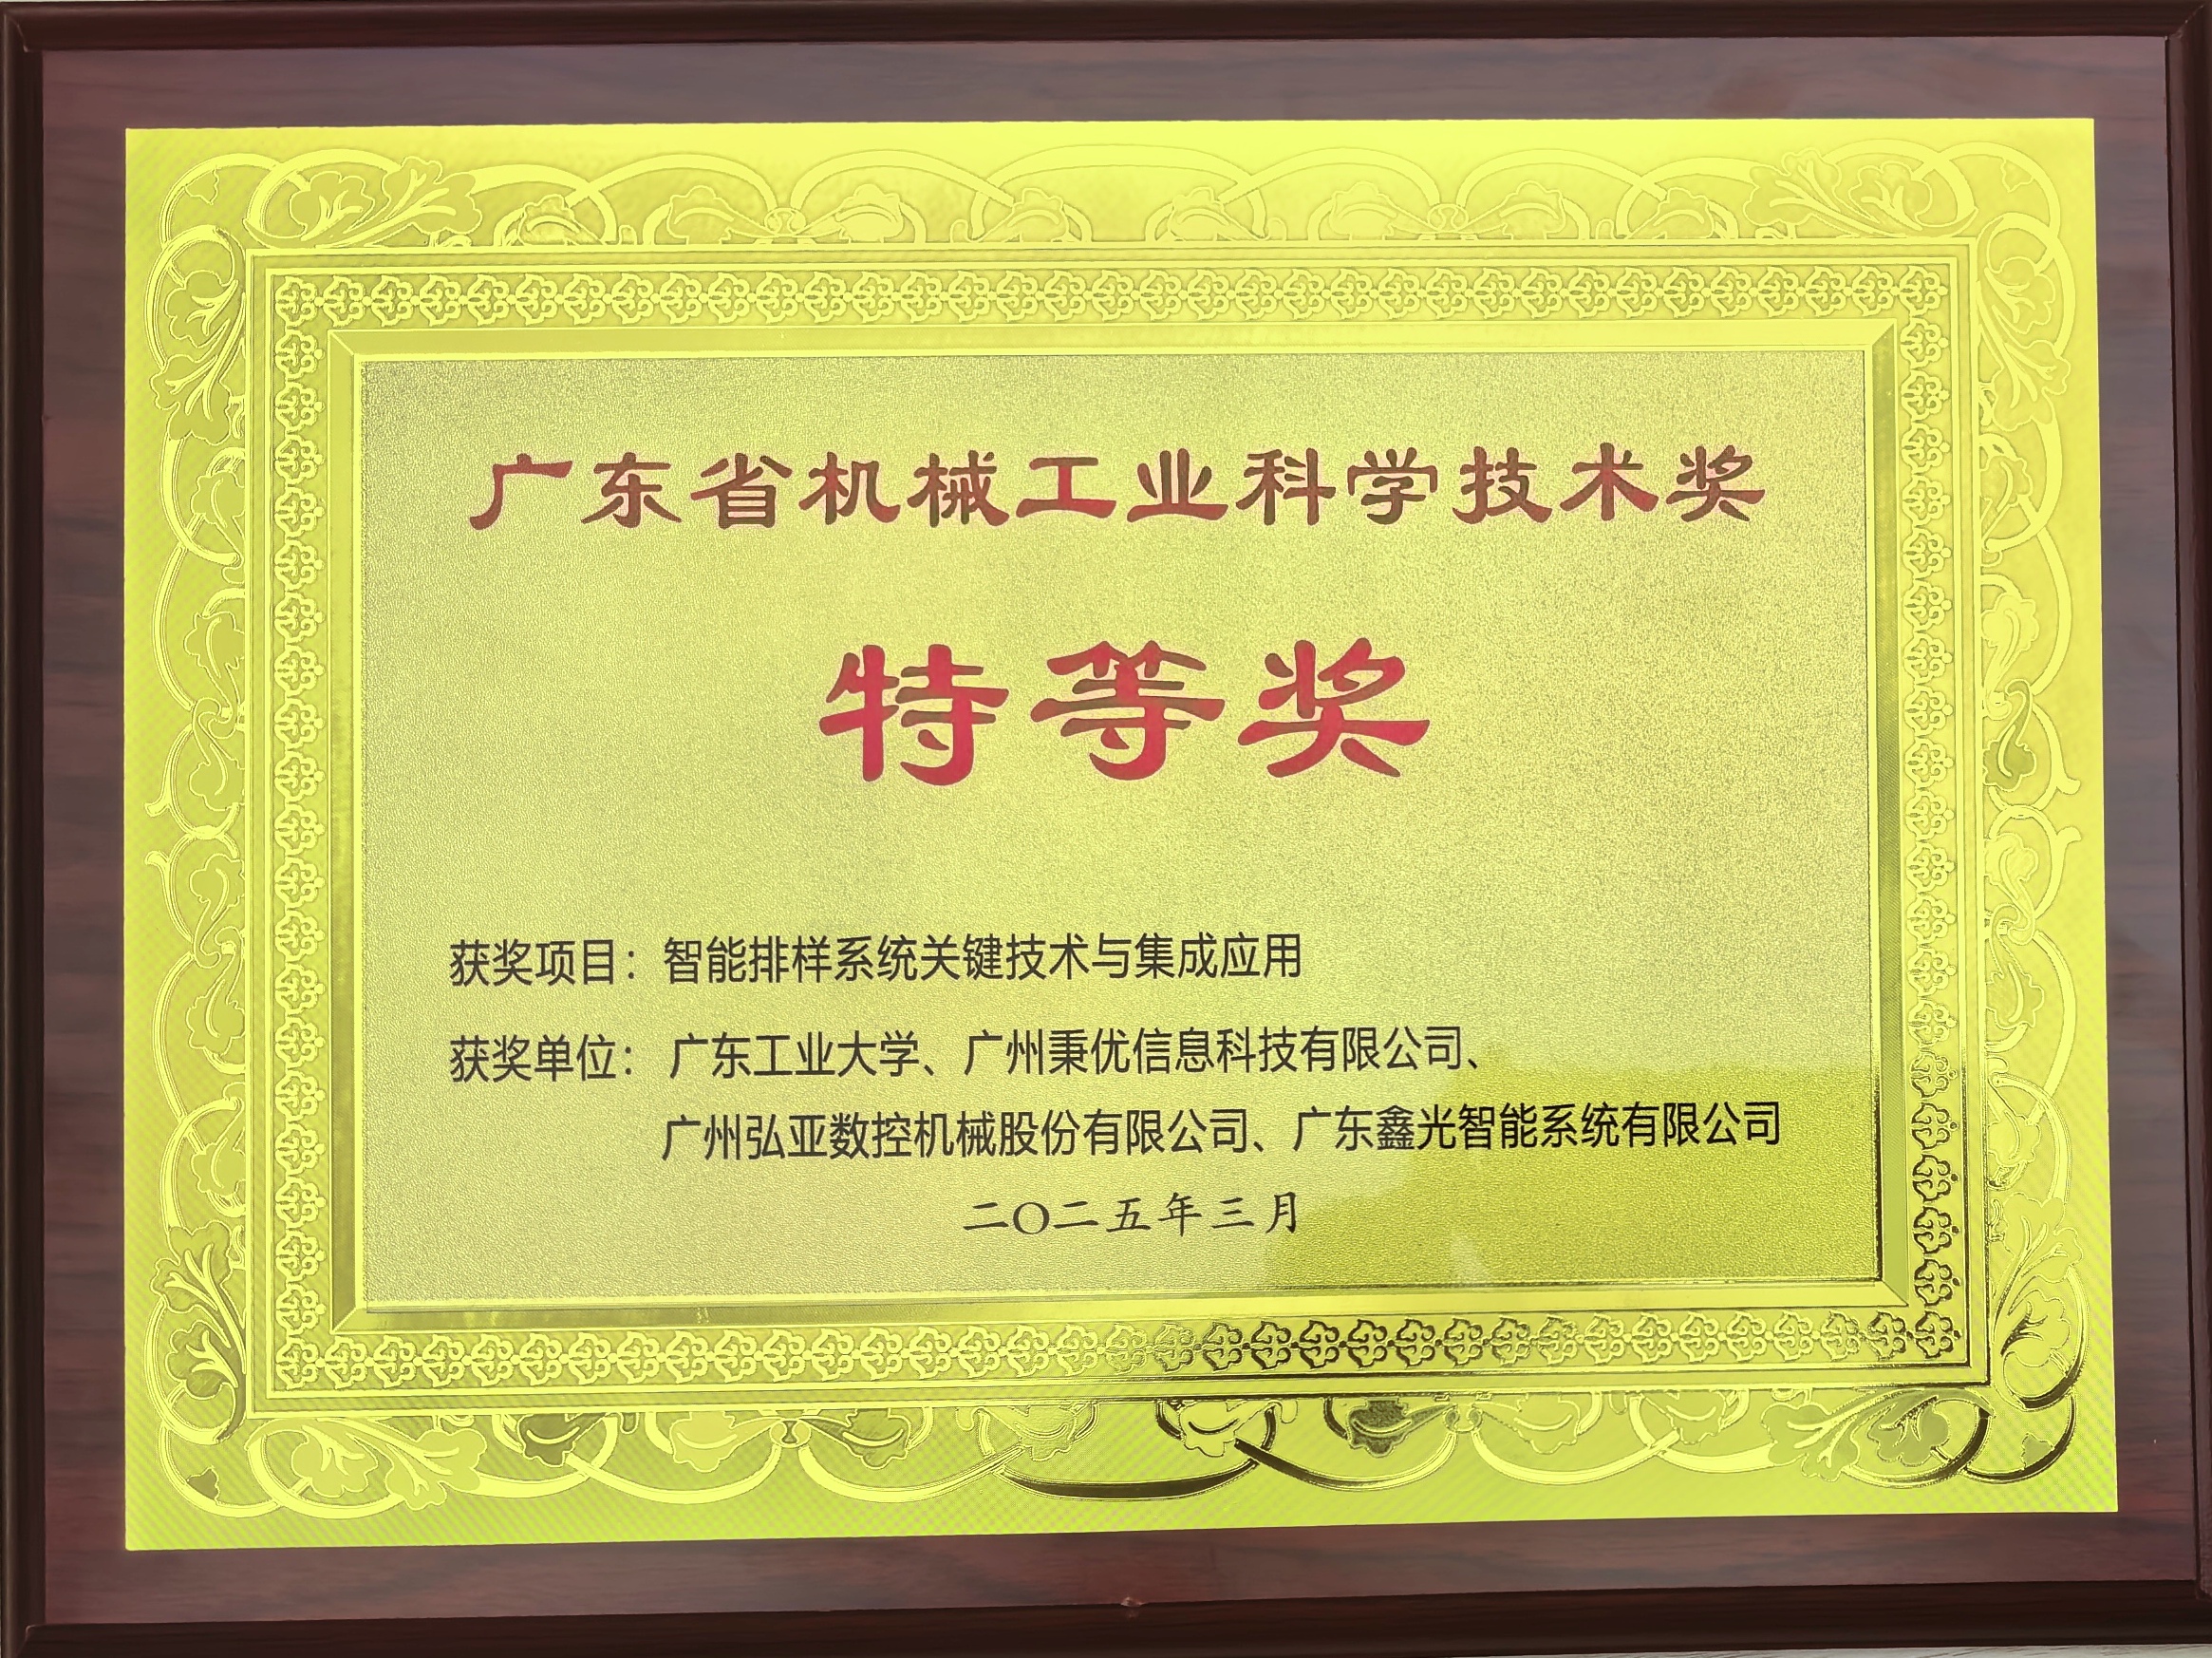 广东省机械工业科学技术奖
特等奖
获奖项目：智能排样系统关键技术与集成应用
获奖单位：广东工业大学、广州秉优信息科技有限公司、
广州弘亚数控机械股份有限公司、广东鑫光智能系统有限公司
二〇二五年三月